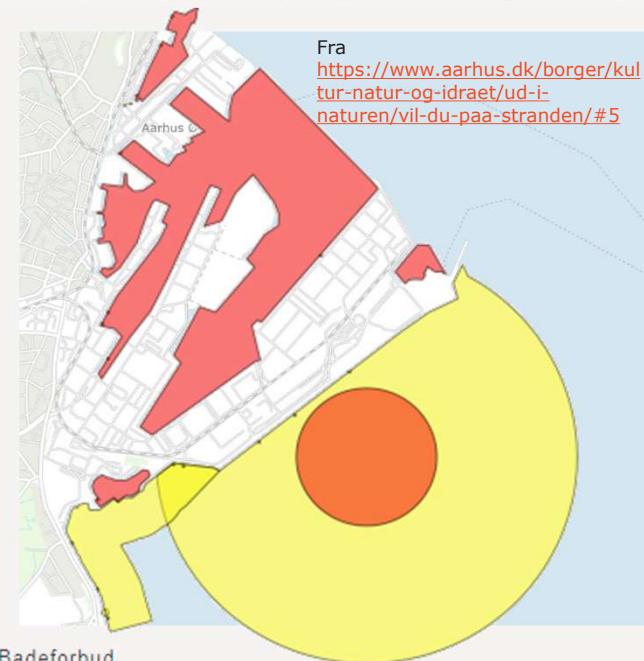 Fra
https://www.aarhus.dk/borger/kul
tur-natur-og-idraet/ud-i-
naturen/vil-du-paa-stranden/#5
Aarhus Ø
Badeforbud